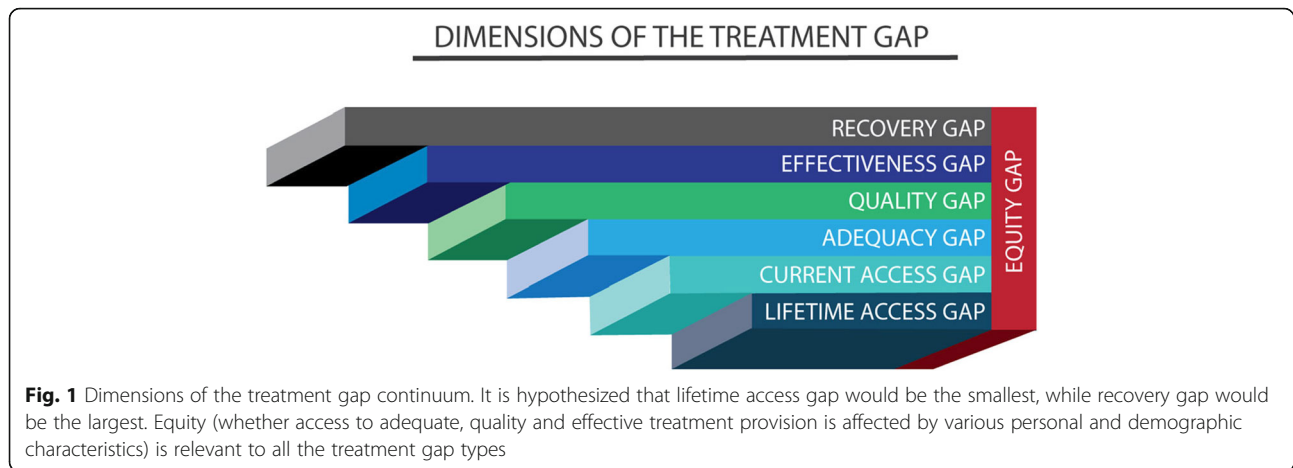 DIMENSIONS OF THE TREATMENT GAP
RECOVERY GAP
EFFECTIVENESS GAP
QUALITY GAP
ADEQUACY GAP
CURRENT ACCESS GAP
LIFETIME ACCESS GAP
EQUITY GAP
Fig. 1 Dimensions of the treatment gap continuum. It is hypothesized that lifetime access gap would be the smallest, while recovery gap would
be the largest. Equity (whether access to adequate, quality and effective treatment provision is affected by various personal and demographic
characteristics) is relevant to all the treatment gap types